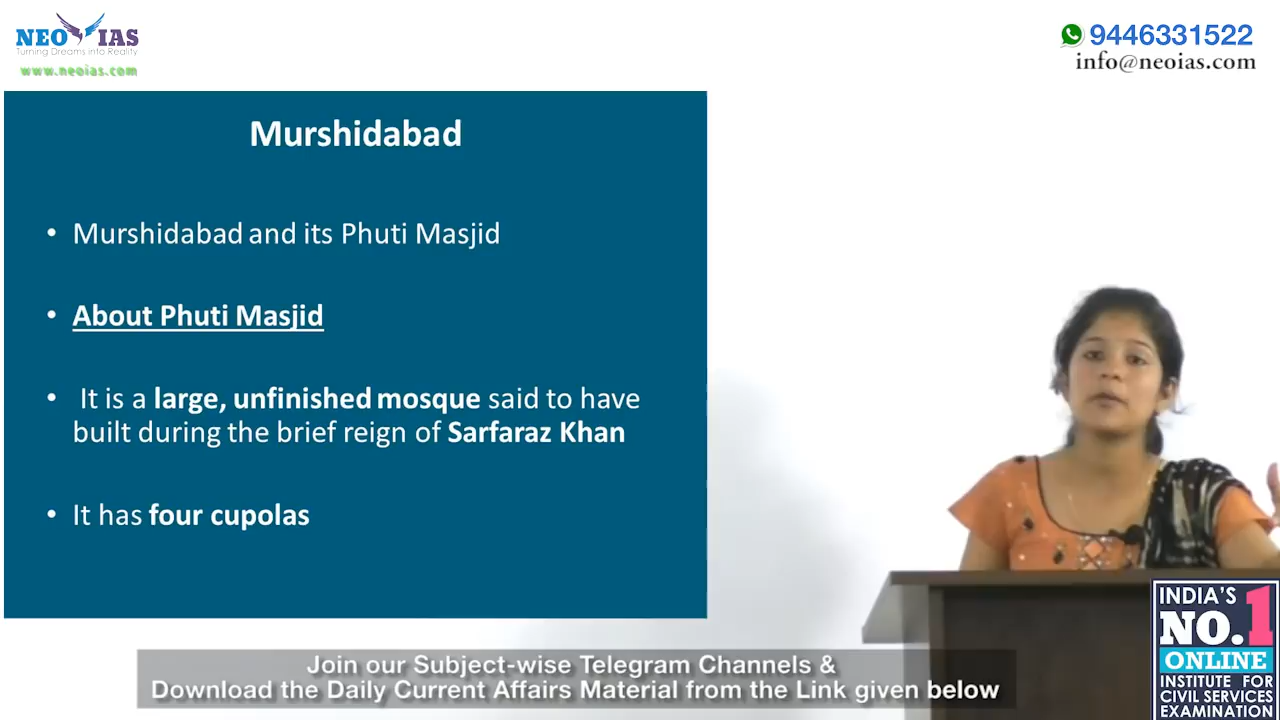 NEO IAS
Turning Dreams into Reality
www.neoias.com
9446331522
info@neoias.com
Murshidabad
• Murshidabad and its Phuti Masjid
• About Phuti Masjid
• It is a large, unfinished mosque said to have
built during the brief reign of Sarfaraz Khan
• It has four cupolas
INDIA'S
NO.1
ONLINE
INSTITUTE FOR
CIVIL SERVICES
EXAMINATION
Join our Subject-wise Telegram Channels &
Download the Daily Current Affairs Material from the Link given below